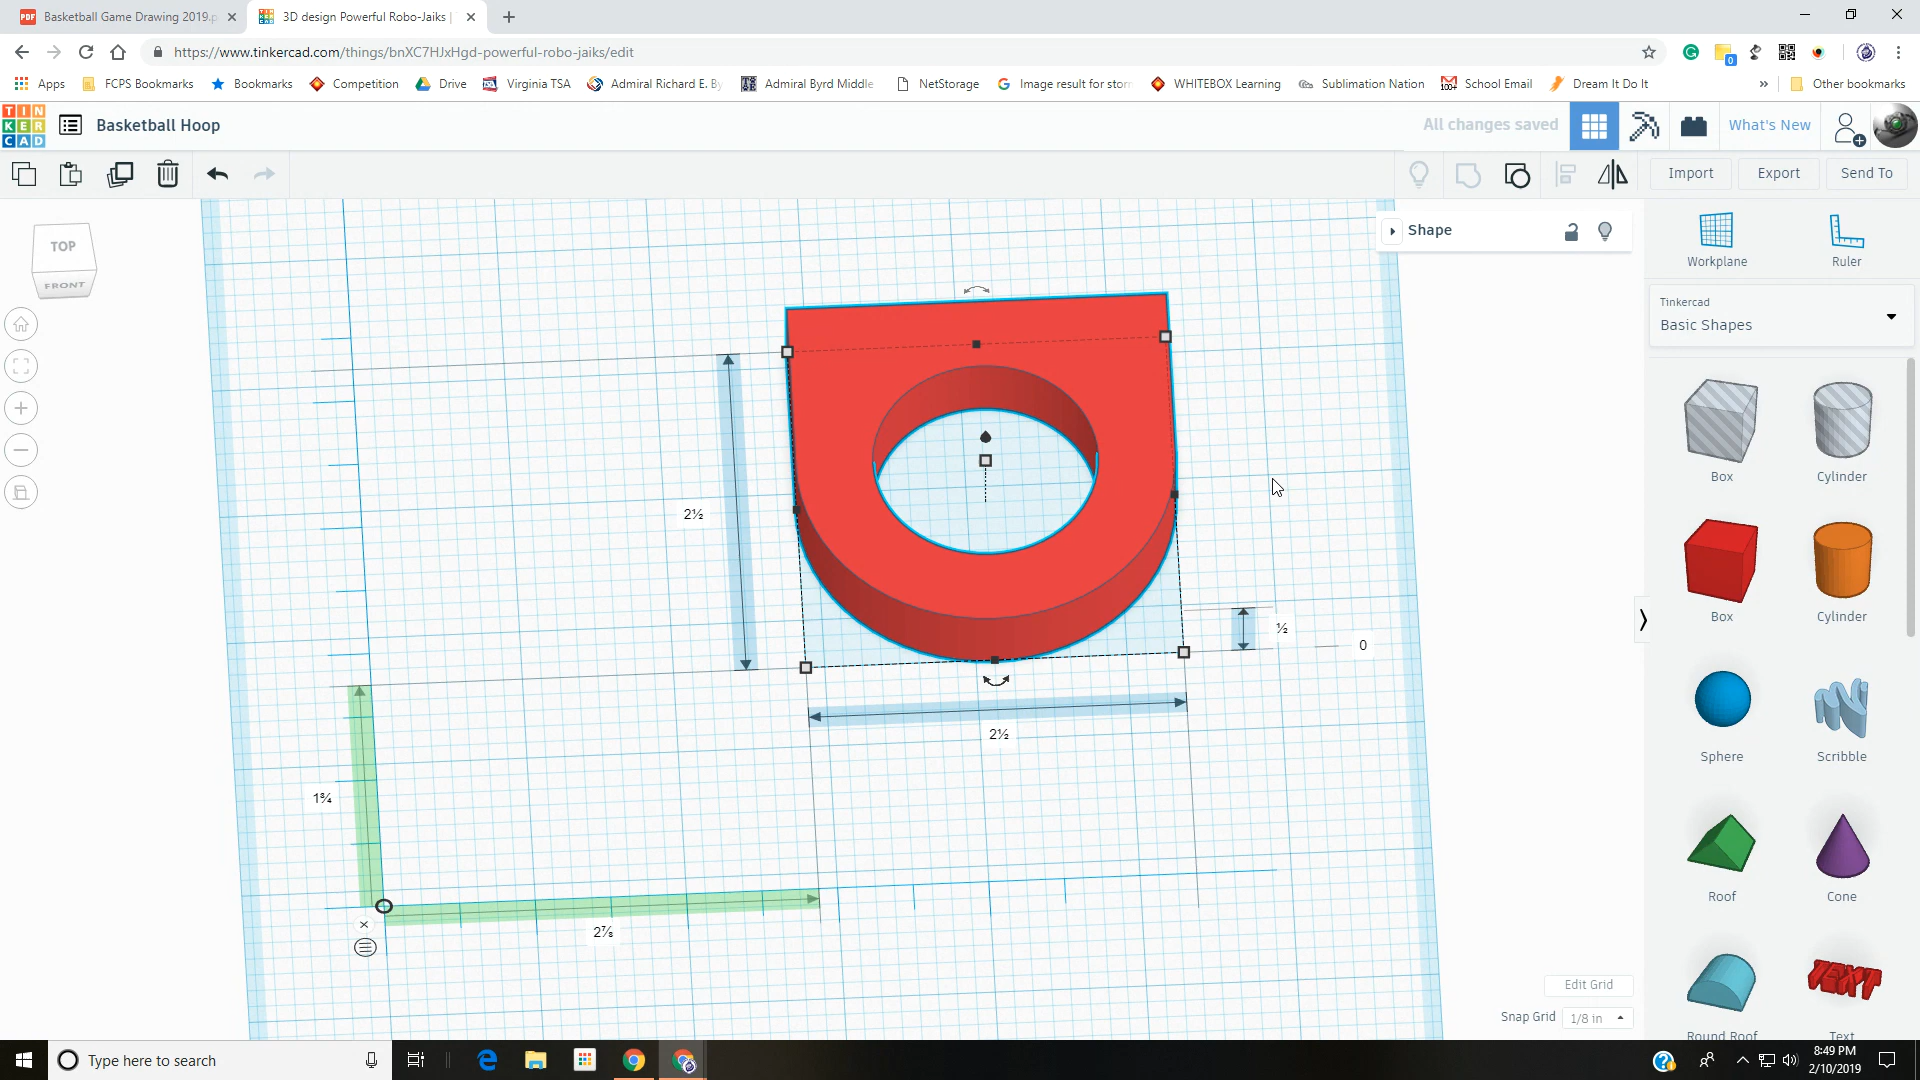 Basketball Game Drawing 2019.p
3D design Powerful Robo-Jaiks |
https://www.tinkercad.com/things/bnXC7HJxHgd-powerful-robo-jaiks/edit
0
Apps
FCPS Bookmarks
Bookmarks
Competition
Drive
Virginia TSA
Admiral Richard E. By
Admiral Byrd Middle
NetStorage
Image result for storm
WHITEBOX Learning
Sublimation Nation
School Email
Dream It Do It
»
Other bookmarks
TIN
KER
CAD
Basketball Hoop
All changes saved
What's New
Import
Export
Send To
TOP
FRONT
Shape
Workplane
Ruler
Tinkercad
Basic Shapes
Box
Cylinder
2½
½
0
Box
Cylinder
2½
Sphere
Scribble
1¾
2⅞
Roof
Cone
TEXT
Edit Grid
Snap Grid
1/8 in
Round Roof
Text
Type here to search
8:49 PM
2/10/2019